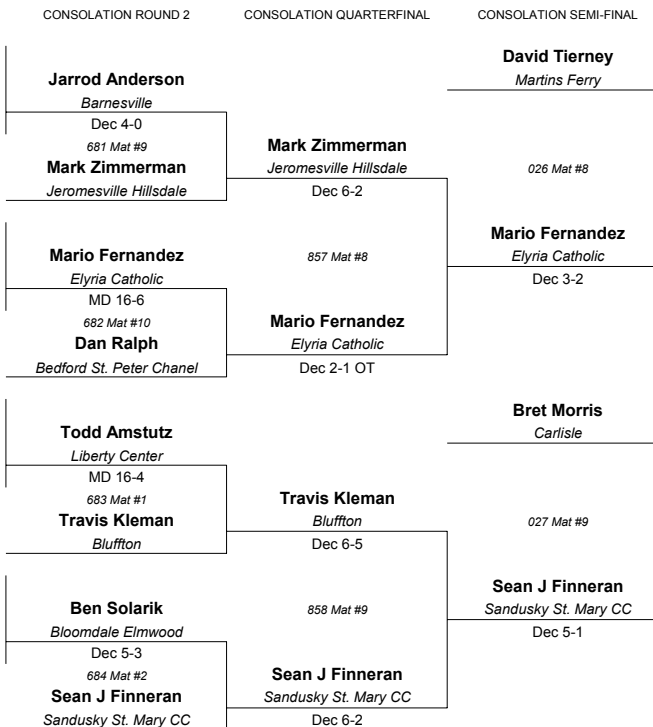 CONSOLATION ROUND 2 CONSOLATION QUARTERFINAL CONSOLATION SEMI-FINAL
David Tierney
Martins Ferry
Jarrod Anderson
Barnesville
Dec 4-0
681 Mat #9
Mark Zimmerman
Jeromesville Hillsdale
Mark Zimmerman
Jeromesville Hillsdale
Dec 6-2
026 Mat #8
Mario Fernandez
Elyria Catholic
MD 16-6
682 Mat #10
Dan Ralph
Bedford St. Peter Chanel
857 Mat #8
Mario Fernandez
Elyria Catholic
Dec 2-1 OT
Mario Fernandez
Elyria Catholic
Dec 3-2
Bret Morris
Carlisle
Todd Amstutz
Liberty Center
MD 16-4
683 Mat #1
Travis Kleman
Bluffton
Travis Kleman
Bluffton
Dec 6-5
027 Mat #9
Ben Solarik
Bloomdale Elmwood
Dec 5-3
684 Mat #2
Sean J Finneran
Sandusky St. Mary CC
858 Mat #9
Sean J Finneran
Sandusky St. Mary CC
Dec 6-2
Sean J Finneran
Sandusky St. Mary CC
Dec 5-1